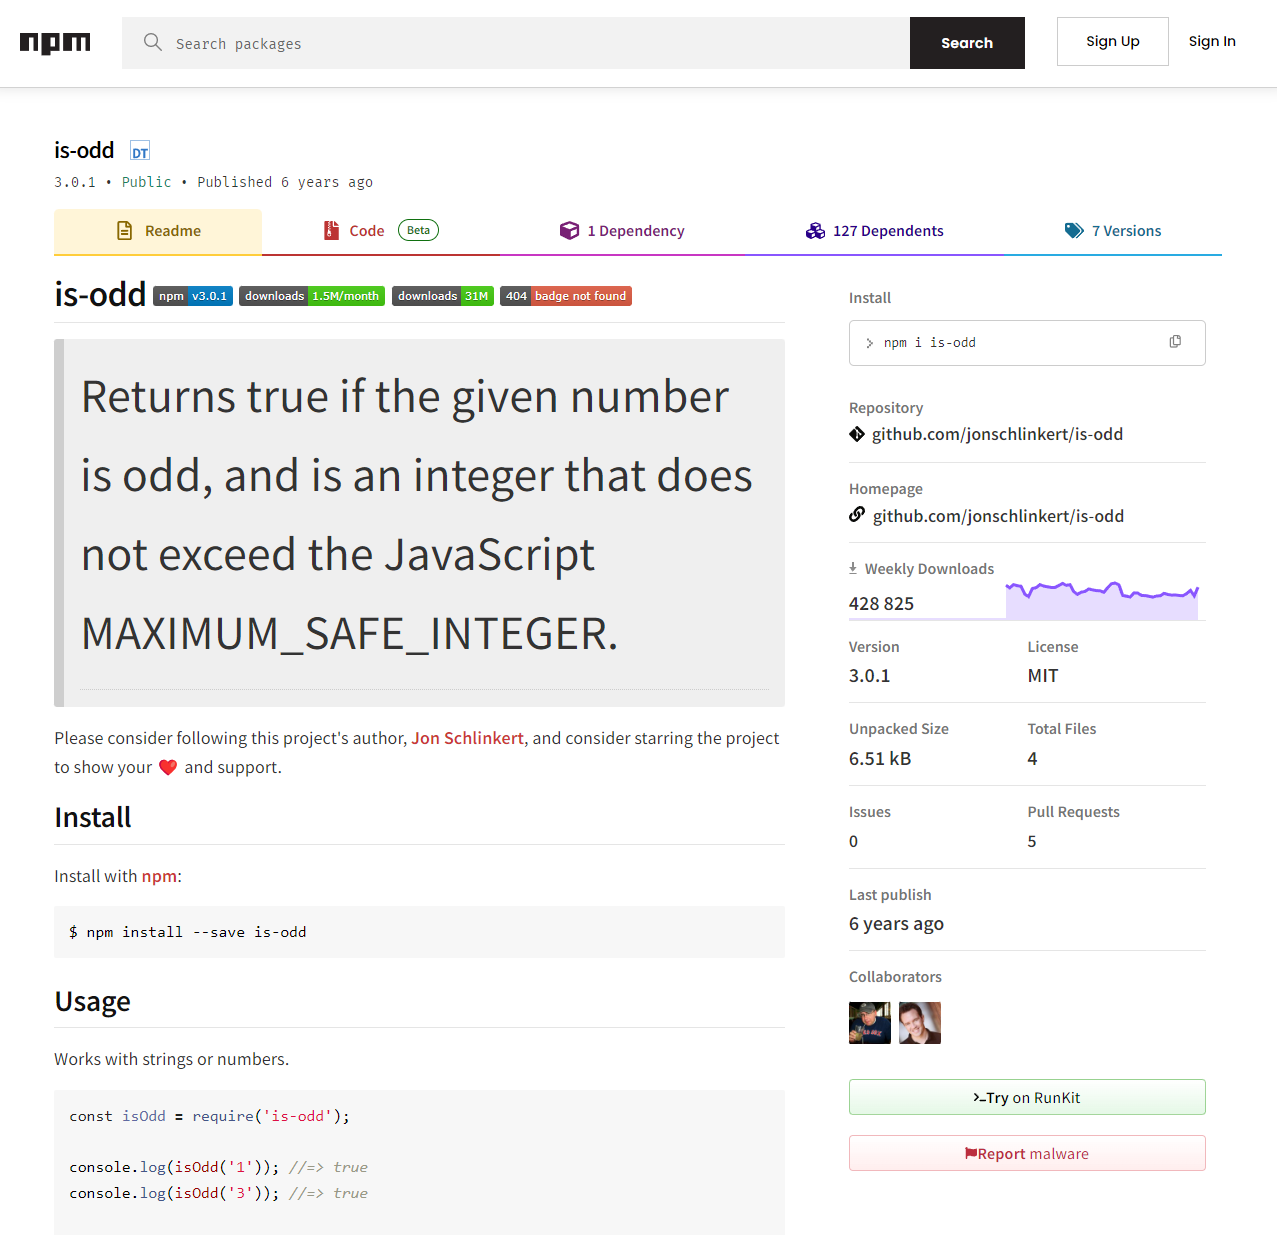 npm
Search packages
Search
Sign Up
Sign In
is-odd
DT
3.0.1 • Public • Published 6 years ago
Readme
Code Beta
1 Dependency
127 Dependents
7 Versions
is-odd npm v3.0.1 downloads 1.5M/month downloads 31M 404 badge not found
Returns true if the given number
is odd, and is an integer that does
not exceed the JavaScript
MAXIMUM_SAFE_INTEGER.
Please consider following this project's author, Jon Schlinkert, and consider starring the project
to show your ❤️ and support.
Install
Install with npm:
$ npm install --save is-odd
Usage
Works with strings or numbers.
const isOdd = require('is-odd');
console.log(isOdd('1')); //=> true
console.log(isOdd('3')); //=> true
Install
> npm i is-odd
Repository
github.com/jonschlinkert/is-odd
Homepage
github.com/jonschlinkert/is-odd
Weekly Downloads
428 825
Version
3.0.1
License
MIT
Unpacked Size
6.51 kB
Total Files
4
Issues
0
Pull Requests
5
Last publish
6 years ago
Collaborators
>_Try on RunKit
Report malware